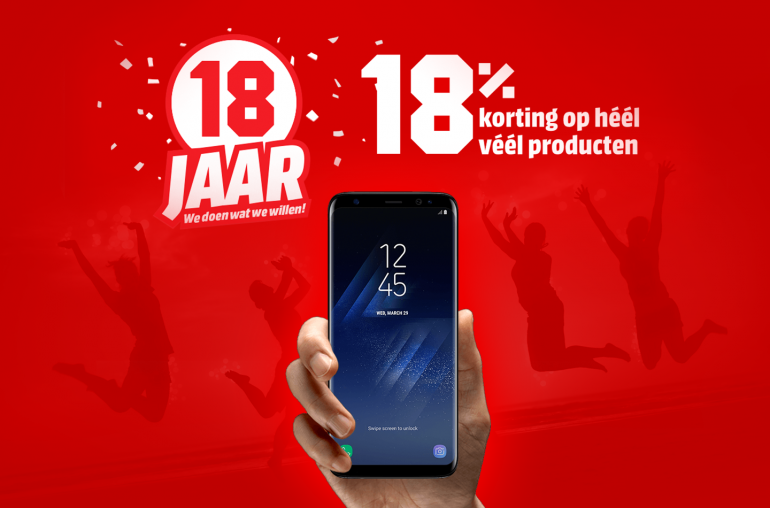 18
JAAR
We doen wat we willen!
18%
korting op héél
véél producten
12
45
WED, MARCH 29
Swipe screen to unlock